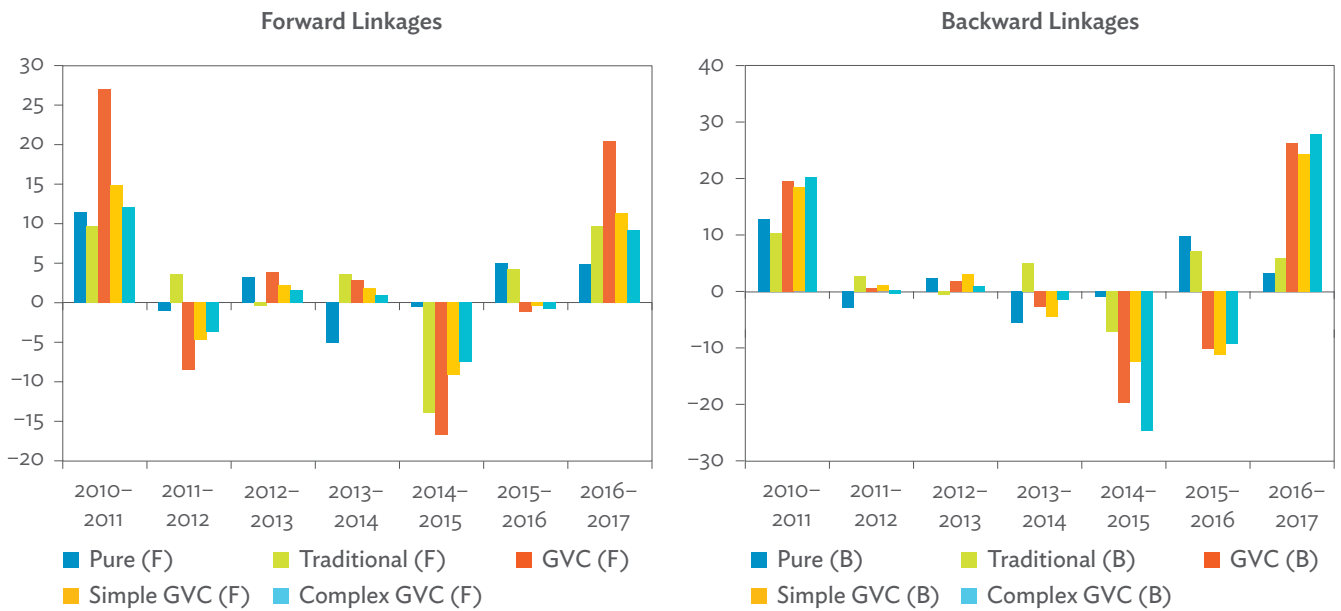 Forward Linkages
30
25
20
15
10
5
0
–5
–10
–15
–20
2010– 2011– 2012– 2013– 2014– 2015– 2016–
2011 2012 2013 2014 2015 2016 2017
Pure (F) Traditional (F) GVC (F)
Simple GVC (F) Complex GVC (F)
Backward Linkages
40
30
20
10
0
–10
–20
–30
2010– 2011– 2012– 2013– 2014– 2015– 2016–
2011 2012 2013 2014 2015 2016 2017
Pure (B) Traditional (B) GVC (B)
Simple GVC (B) Complex GVC (B)